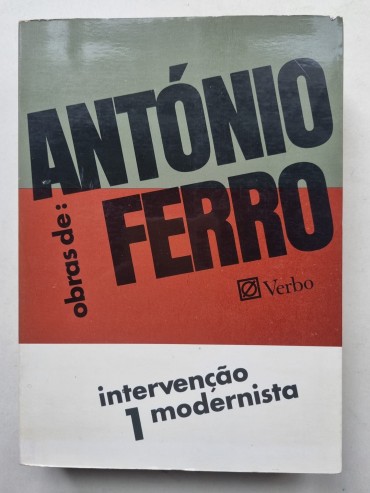 obras de:
ANTÓNIO
FERRO
Verbo
intervenção
1 modernista